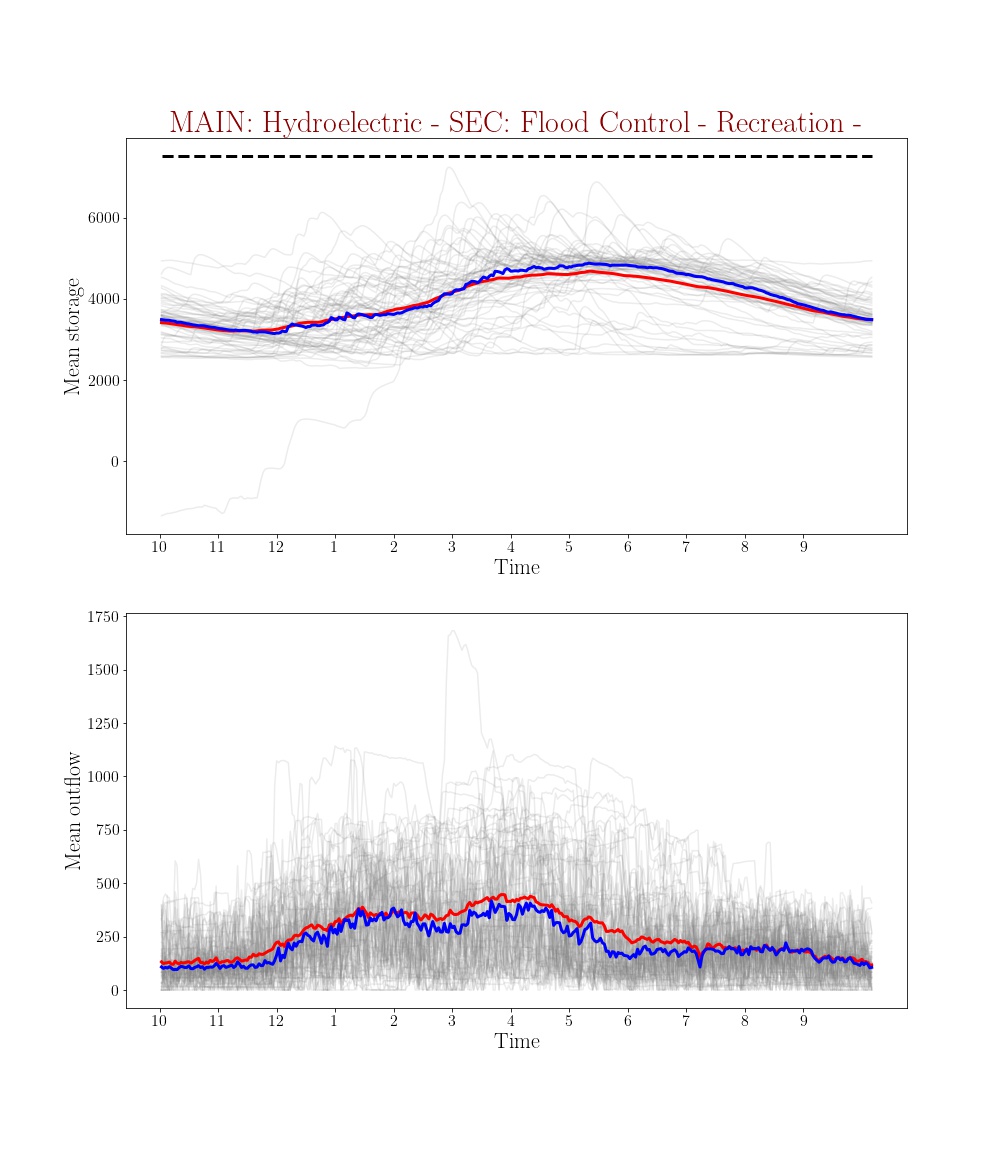 MAIN: Hydroelectric - SEC: Flood Control - Recreation -
Mean storage
6000
4000
2000
0
10 11 12 1 2 3 4 5 6 7 8 9
Time
Mean outflow
1750
1500
1250
1000
750
500
250
0
10 11 12 1 2 3 4 5 6 7 8 9
Time